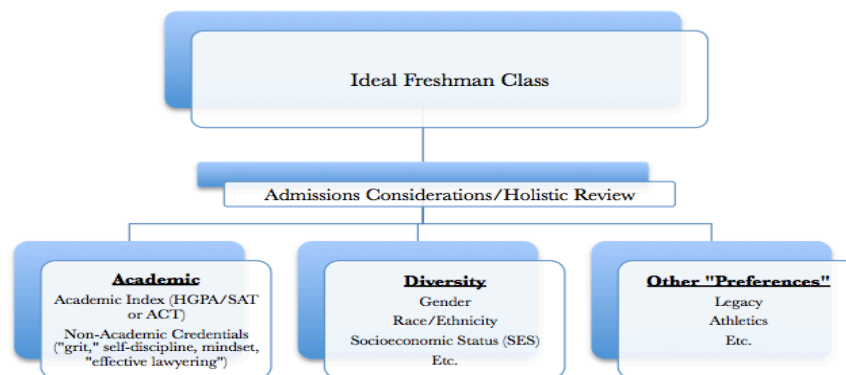 Ideal Freshman Class
Admissions Considerations/Holistic Review
Academic
Academic Index (HGPA/SAT
or ACT)
Non-Academic Credentials
("grit," self-discipline, mindset,
"effective lawyering")
Diversity
Gender
Race/Ethnicity
Socioeconomic Status (SES)
Etc.
Other "Preferences"
Legacy
Athletics
Etc.